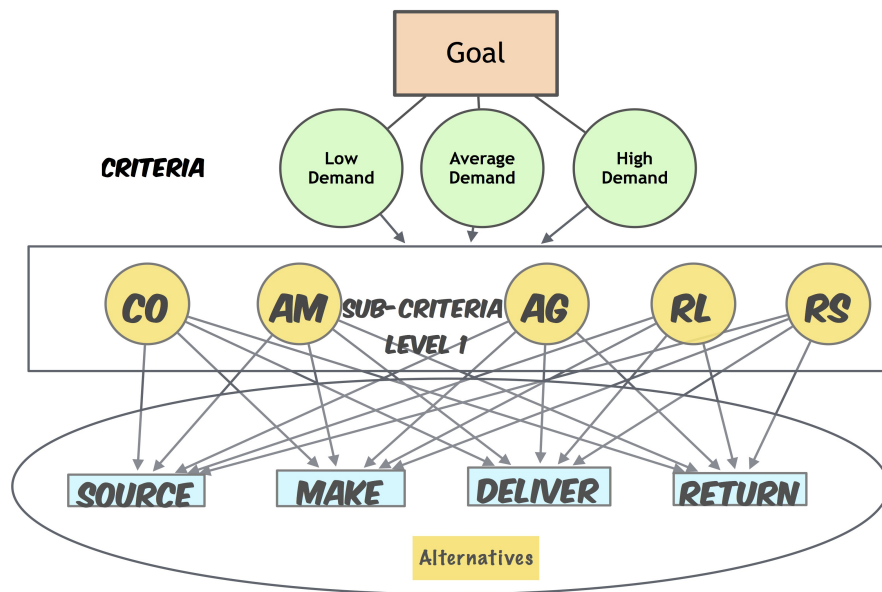 Goal
CRITERIA
Low
Demand
Average
Demand
High
Demand
CO
AM
SUB-CRITERIA
LEVEL 1
AG
RL
RS
SOURCE
MAKE
DELIVER
RETURN
Alternatives